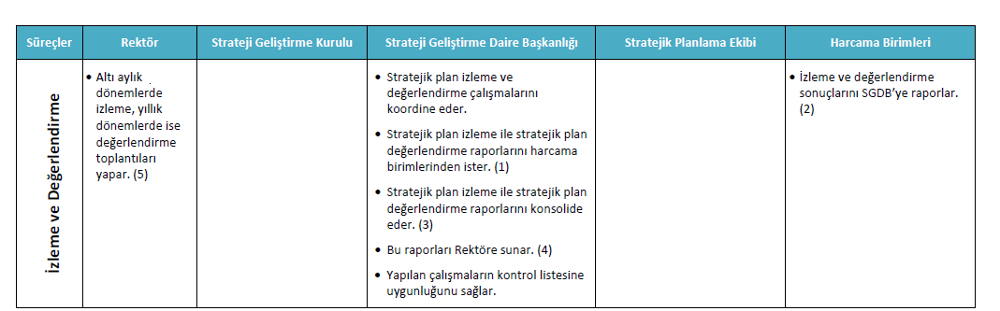 Süreçler
Rektör
Strateji Geliştirme Kurulu
Strateji Geliştirme Daire Başkanlığı
Stratejik Planlama Ekibi
Harcama Birimleri
İzleme ve Değerlendirme
• Altı aylık
dönemlerde
izleme, yıllık
dönemlerde ise
değerlendirme
toplantıları
yapar. (5)
• Stratejik plan izleme ve
değerlendirme çalışmalarını
koordine eder.
• Stratejik plan izleme ile stratejik plan
değerlendirme raporlarını harcama
birimlerinden ister. (1)
• Stratejik plan izleme ile stratejik plan
değerlendirme raporlarını konsolide
eder. (3)
• Bu raporları Rektöre sunar. (4)
• Yapılan çalışmaların kontrol listesine
uygunluğunu sağlar.
• İzleme ve değerlendirme
sonuçlarını SGDB’ye raporlar.
(2)